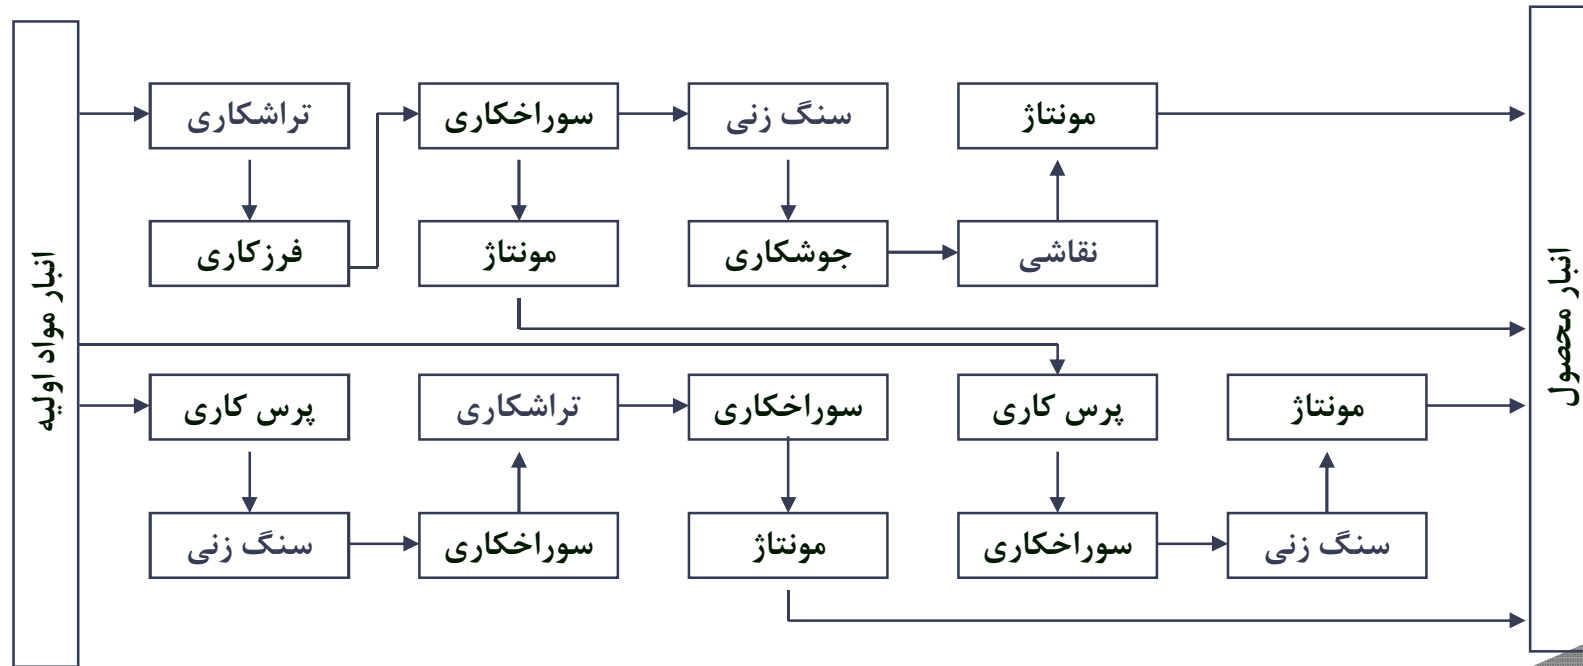 انبار مواد اولیه
تراشکاری
سوراخکاری
سنگ زنی
مونتاژ
فرزکاری
مونتاژ
جوشکاری
نقاشی
پرس کاری
تراشکاری
سوراخکاری
پرس کاری
مونتاژ
سنگ زنی
سوراخکاری
مونتاژ
سوراخکاری
سنگ زنی
انبار محصول